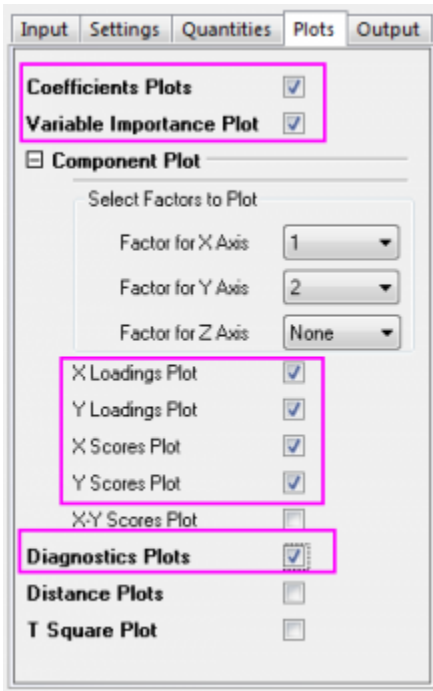 Input Settings Quantities Plots Output
Coefficients Plots
Variable Importance Plot
Component Plot
Select Factors to Plot
Factor for X Axis 1
Factor for Y Axis 2
Factor for Z Axis None
X Loadings Plot
Y Loadings Plot
X Scores Plot
Y Scores Plot
X-Y Scores Plot
Diagnostics Plots
Distance Plots
T Square Plot